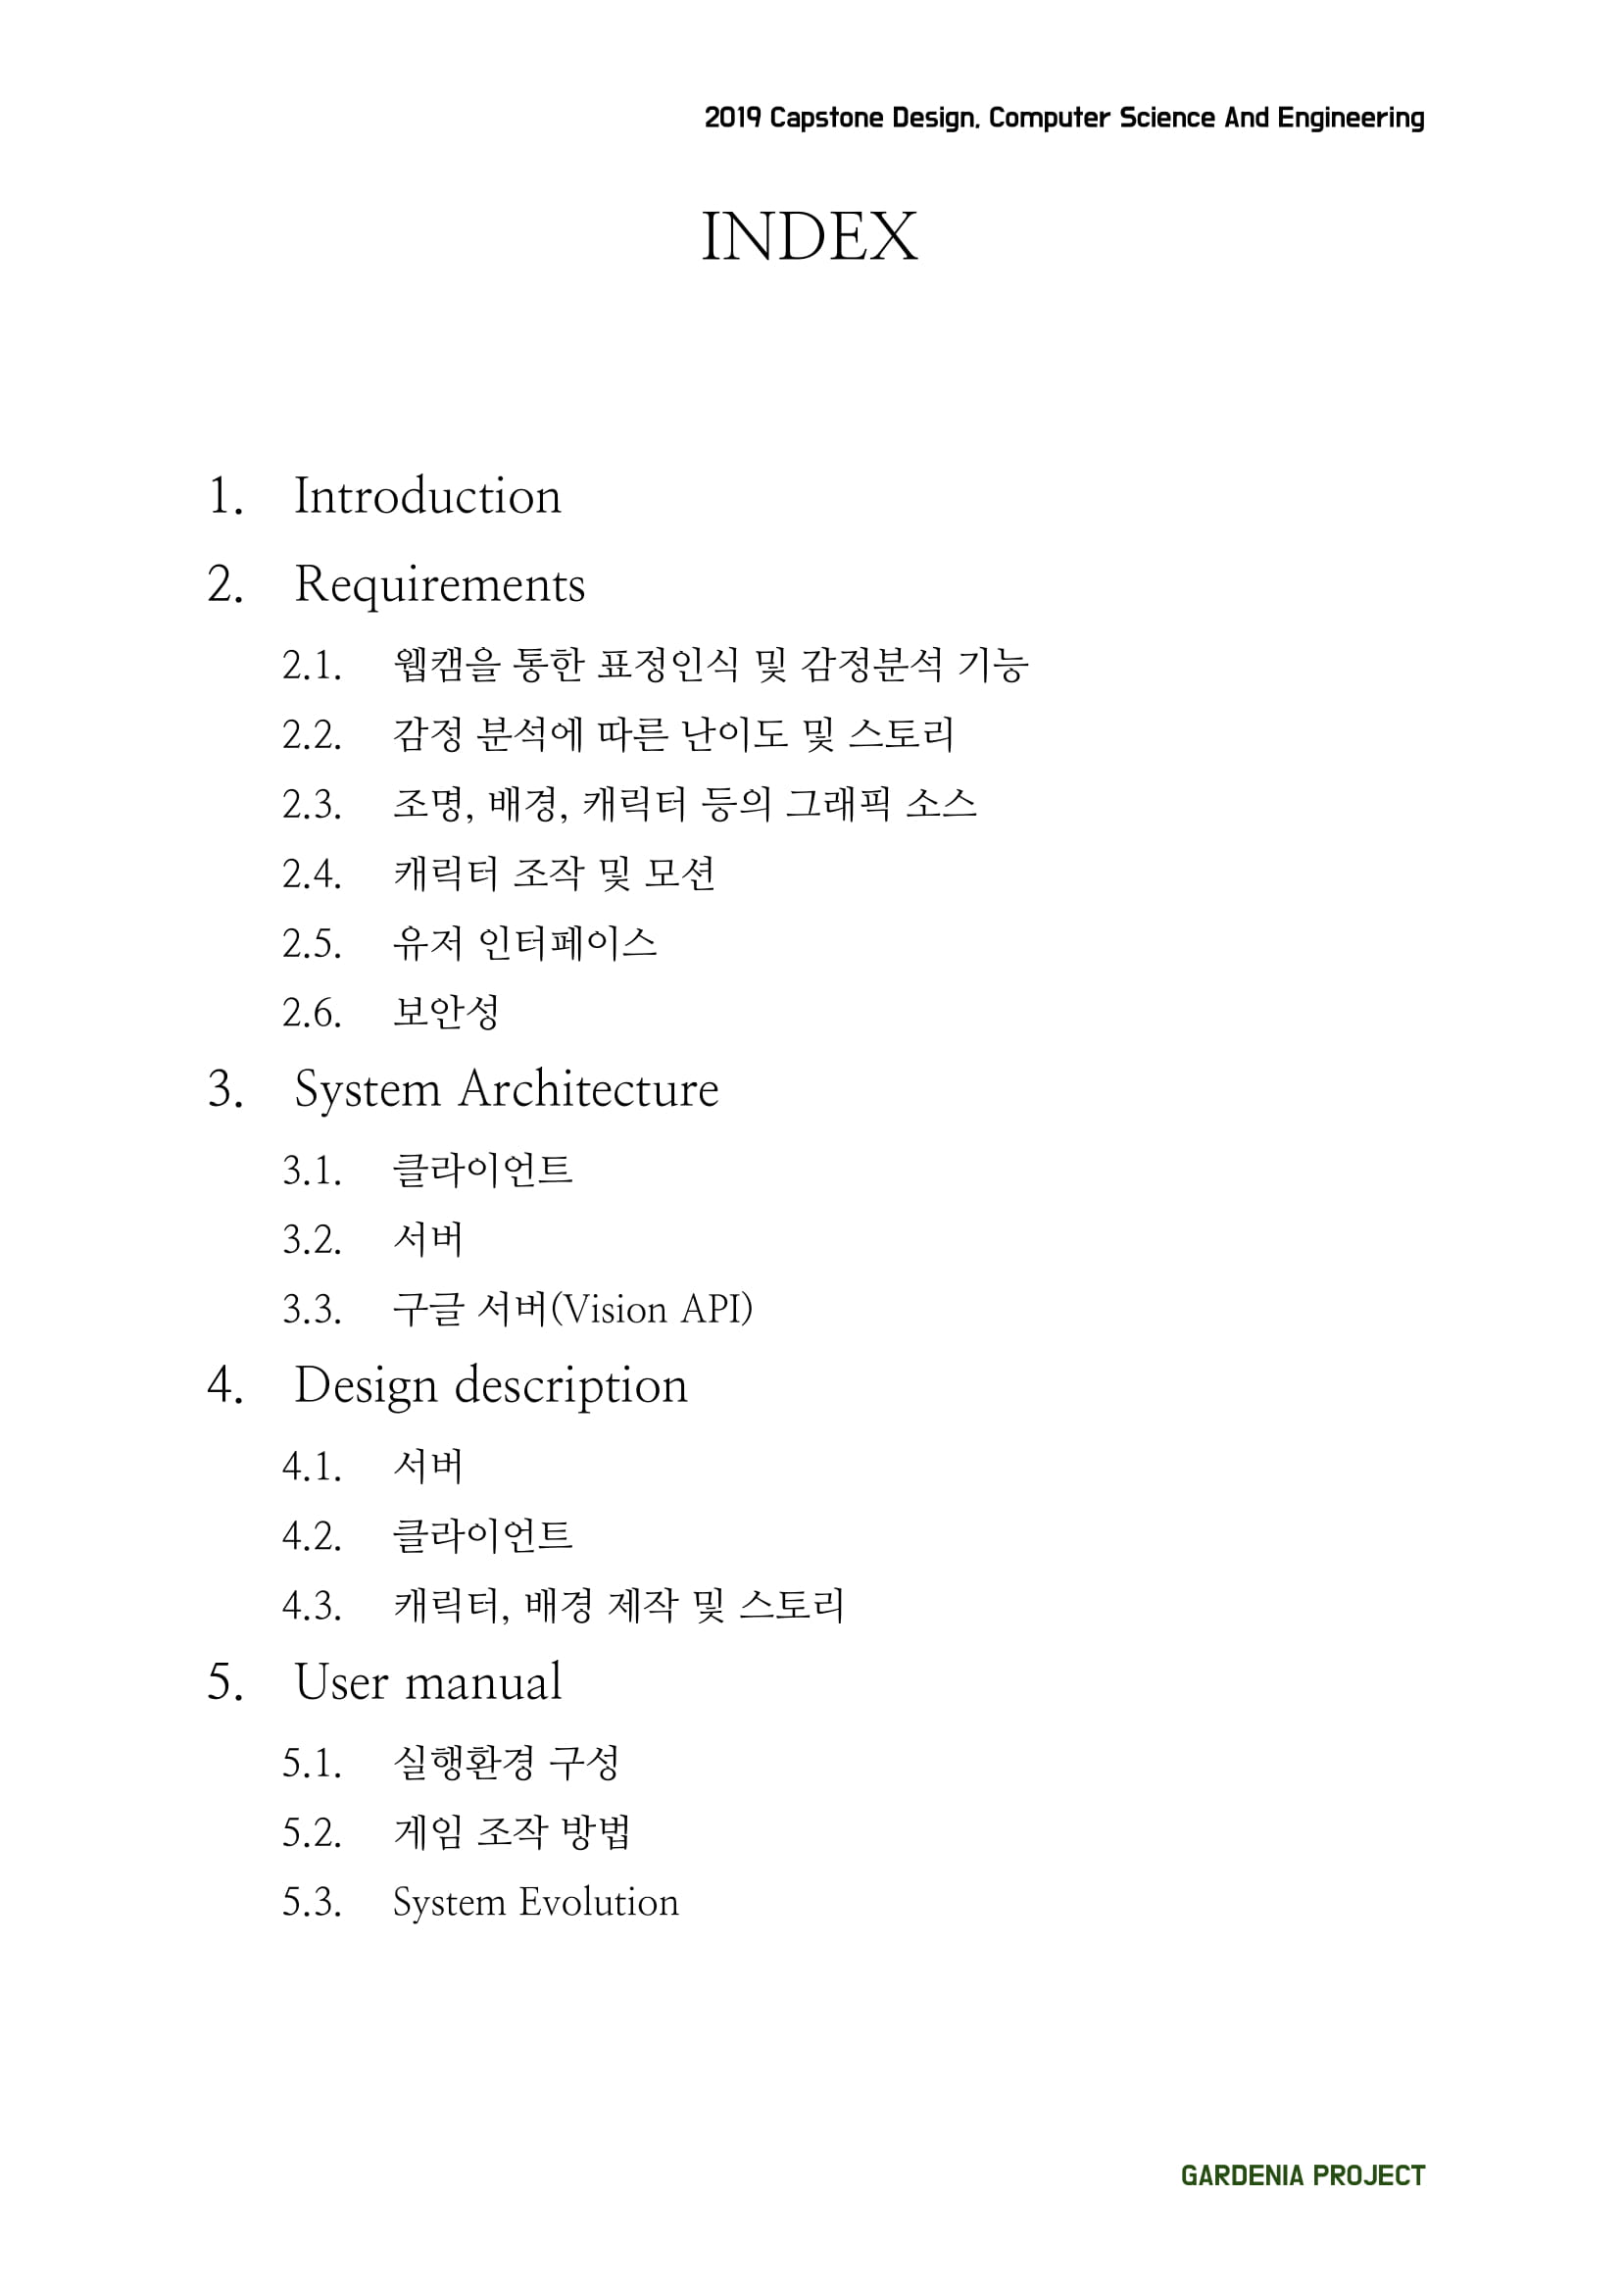 2019 Capstone Design, Computer Science And Engineering
INDEX
1. Introduction
2. Requirements
2.1. 웹캠을 통한 표정인식 및 감정분석 기능
2.2. 감정 분석에 따른 난이도 및 스토리
2.3. 조명, 배경, 캐릭터 등의 그래픽 소스
2.4. 캐릭터 조작 및 모션
2.5. 유저 인터페이스
2.6. 보안성
3. System Architecture
3.1. 클라이언트
3.2. 서버
3.3. 구글 서버(Vision API)
4. Design description
4.1. 서버
4.2. 클라이언트
4.3. 캐릭터, 배경 제작 및 스토리
5. User manual
5.1. 실행환경 구성
5.2. 게임 조작 방법
5.3. System Evolution
GARDENIA PROJECT